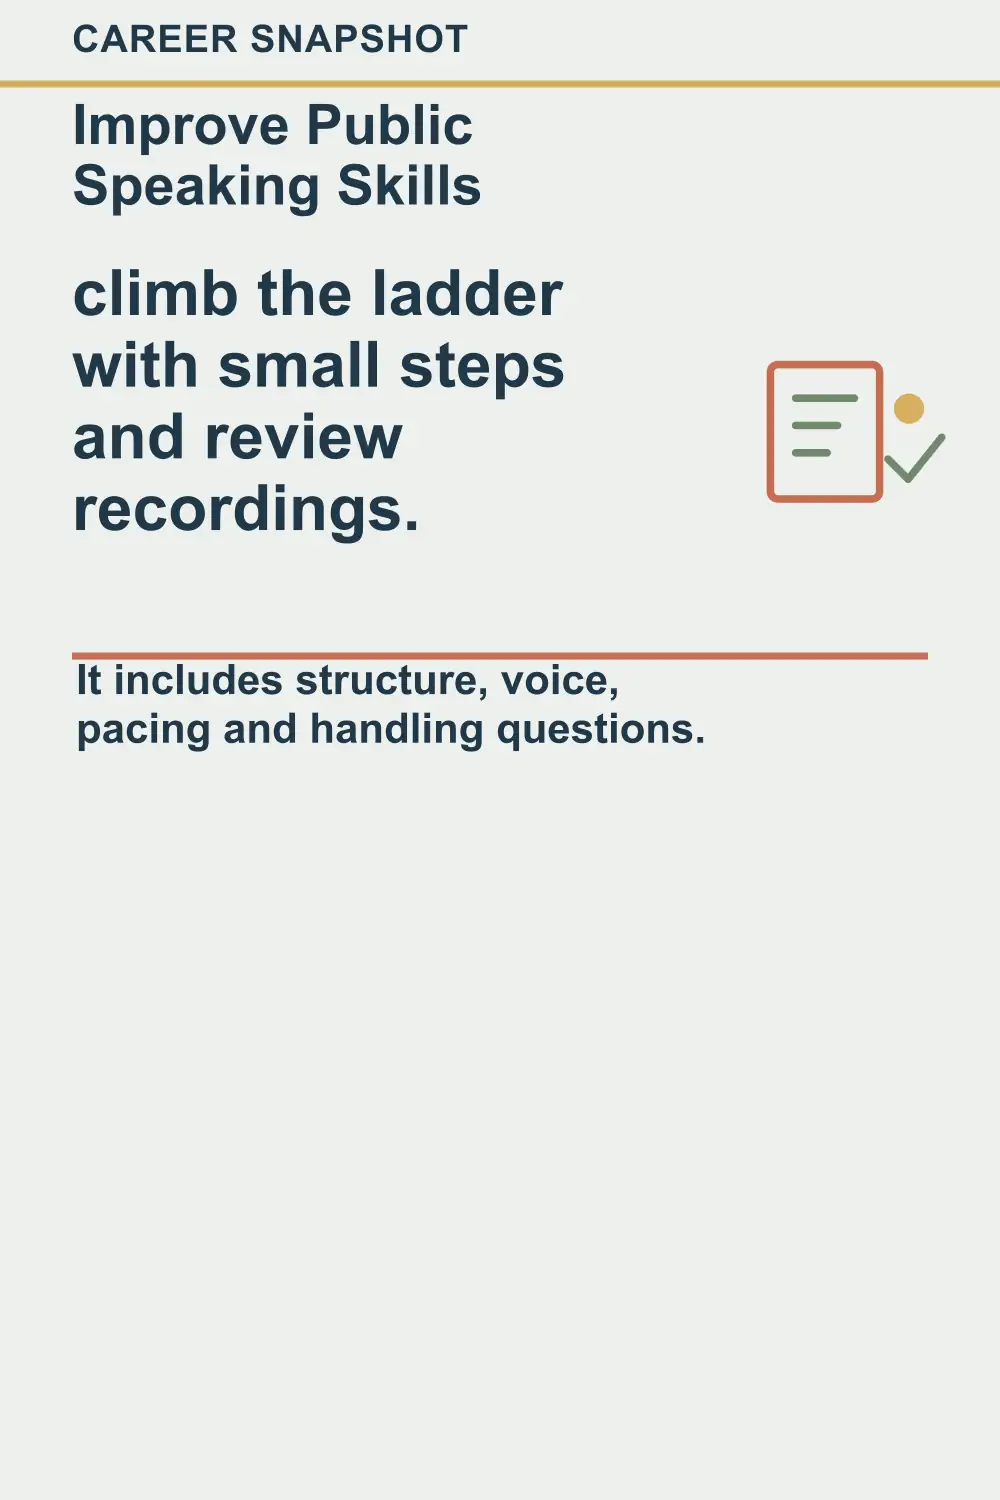 CAREER SNAPSHOT
Improve Public
Speaking Skills
climb the ladder
with small steps
and review
recordings.
It includes structure, voice,
pacing and handling questions.